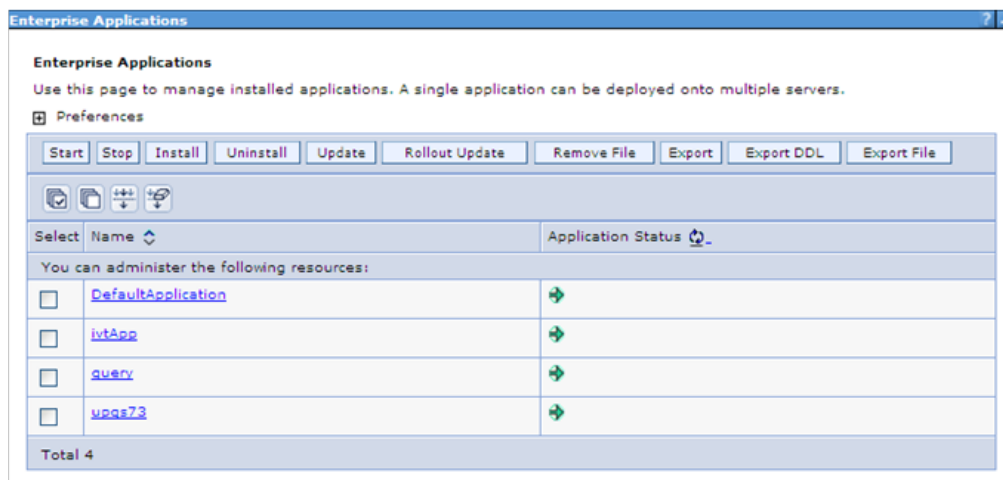 Enterprise Applications ?
Enterprise Applications
Use this page to manage installed applications. A single application can be deployed onto multiple servers.
Preferences
Start Stop Install Uninstall Update Rollout Update Remove File Export Export DDL Export File
Select Name Application Status
You can administer the following resources:
DefaultApplication
ivtApp
query
upgs73
Total 4